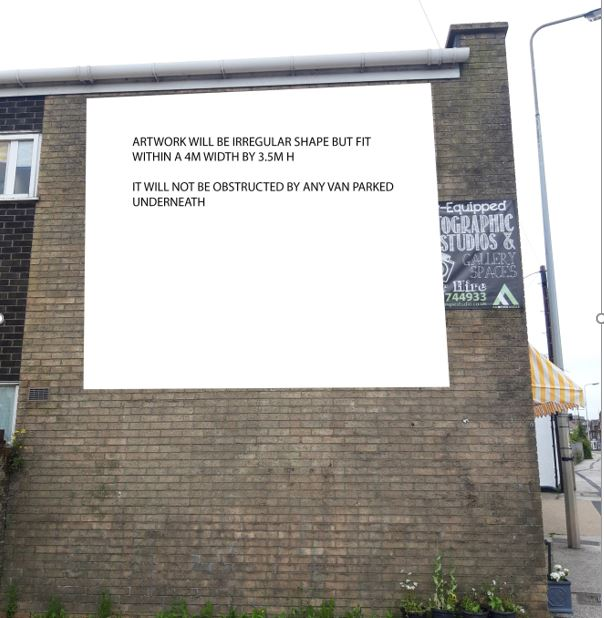 ARTWORK WILL BE IRREGULAR SHAPE BUT FIT
WITHIN A 4M WIDTH BY 3.5M H
IT WILL NOT BE OBSTRUCTED BY ANY VAN PARKED
UNDERNEATH
-Equipped
OGRAPHIC
STUDIOS &
GALLERY
SPACES
Hire
744933